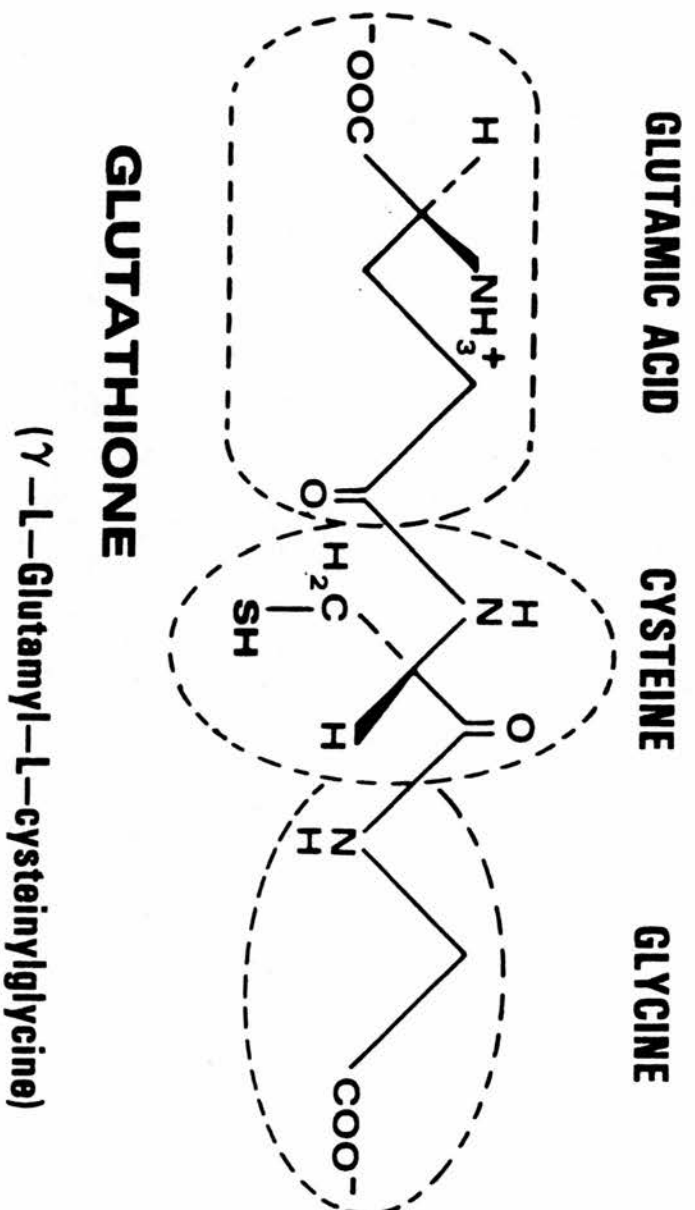 GLUTAMIC ACID CYSTEINE GLYCINE
H NH3+ H O
-OOC N COO-
O H2C H N
SH H
GLUTATHIONE
(γ–L–Glutamyl–L–cysteinylglycine)